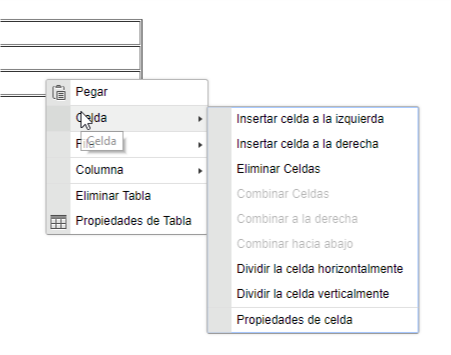 Pegar
Celda
Fila
Celda
Columna
Eliminar Tabla
Propiedades de Tabla
Insertar celda a la izquierda
Insertar celda a la derecha
Eliminar Celdas
Combinar Celdas
Combinar a la derecha
Combinar hacia abajo
Dividir la celda horizontalmente
Dividir la celda verticalmente
Propiedades de celda